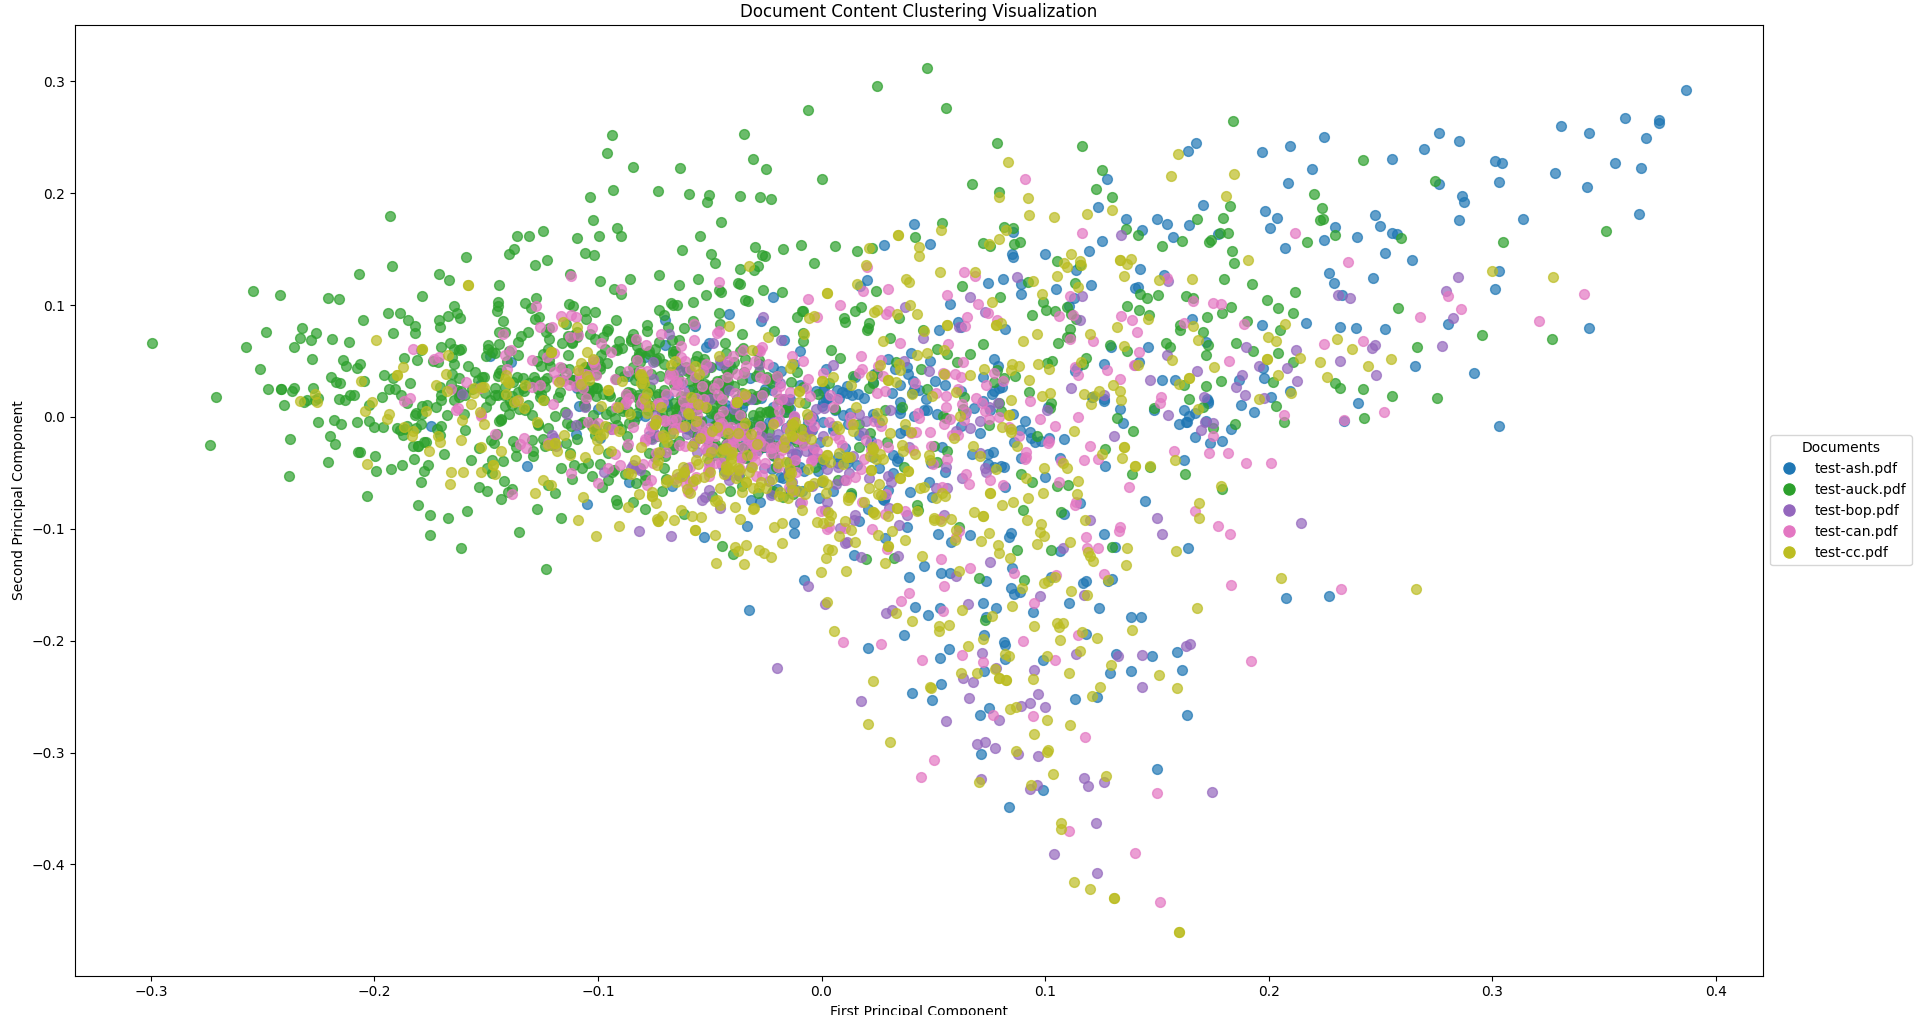 Document Content Clustering Visualization
Second Principal Component
0.3
0.2
0.1
0.0
−0.1
−0.2
−0.3
−0.4
−0.3
−0.2
−0.1
0.0
0.1
0.2
0.3
0.4
First Principal Component
Documents
test-ash.pdf
test-auck.pdf
test-bop.pdf
test-can.pdf
test-cc.pdf